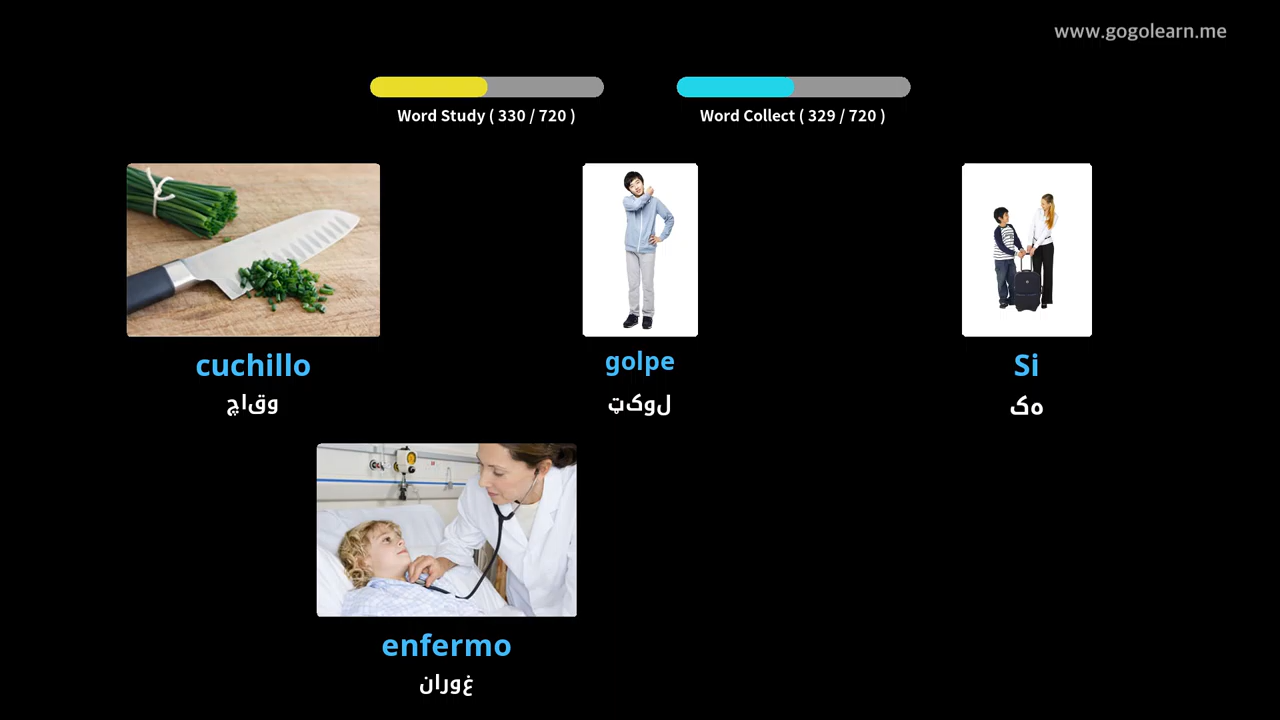 www.gogolearn.me
Word Study ( 330 / 720 )
Word Collect ( 329 / 720 )
cuchillo
وقاچ
golpe
لوکټ
Si
هک
enfermo
غوران